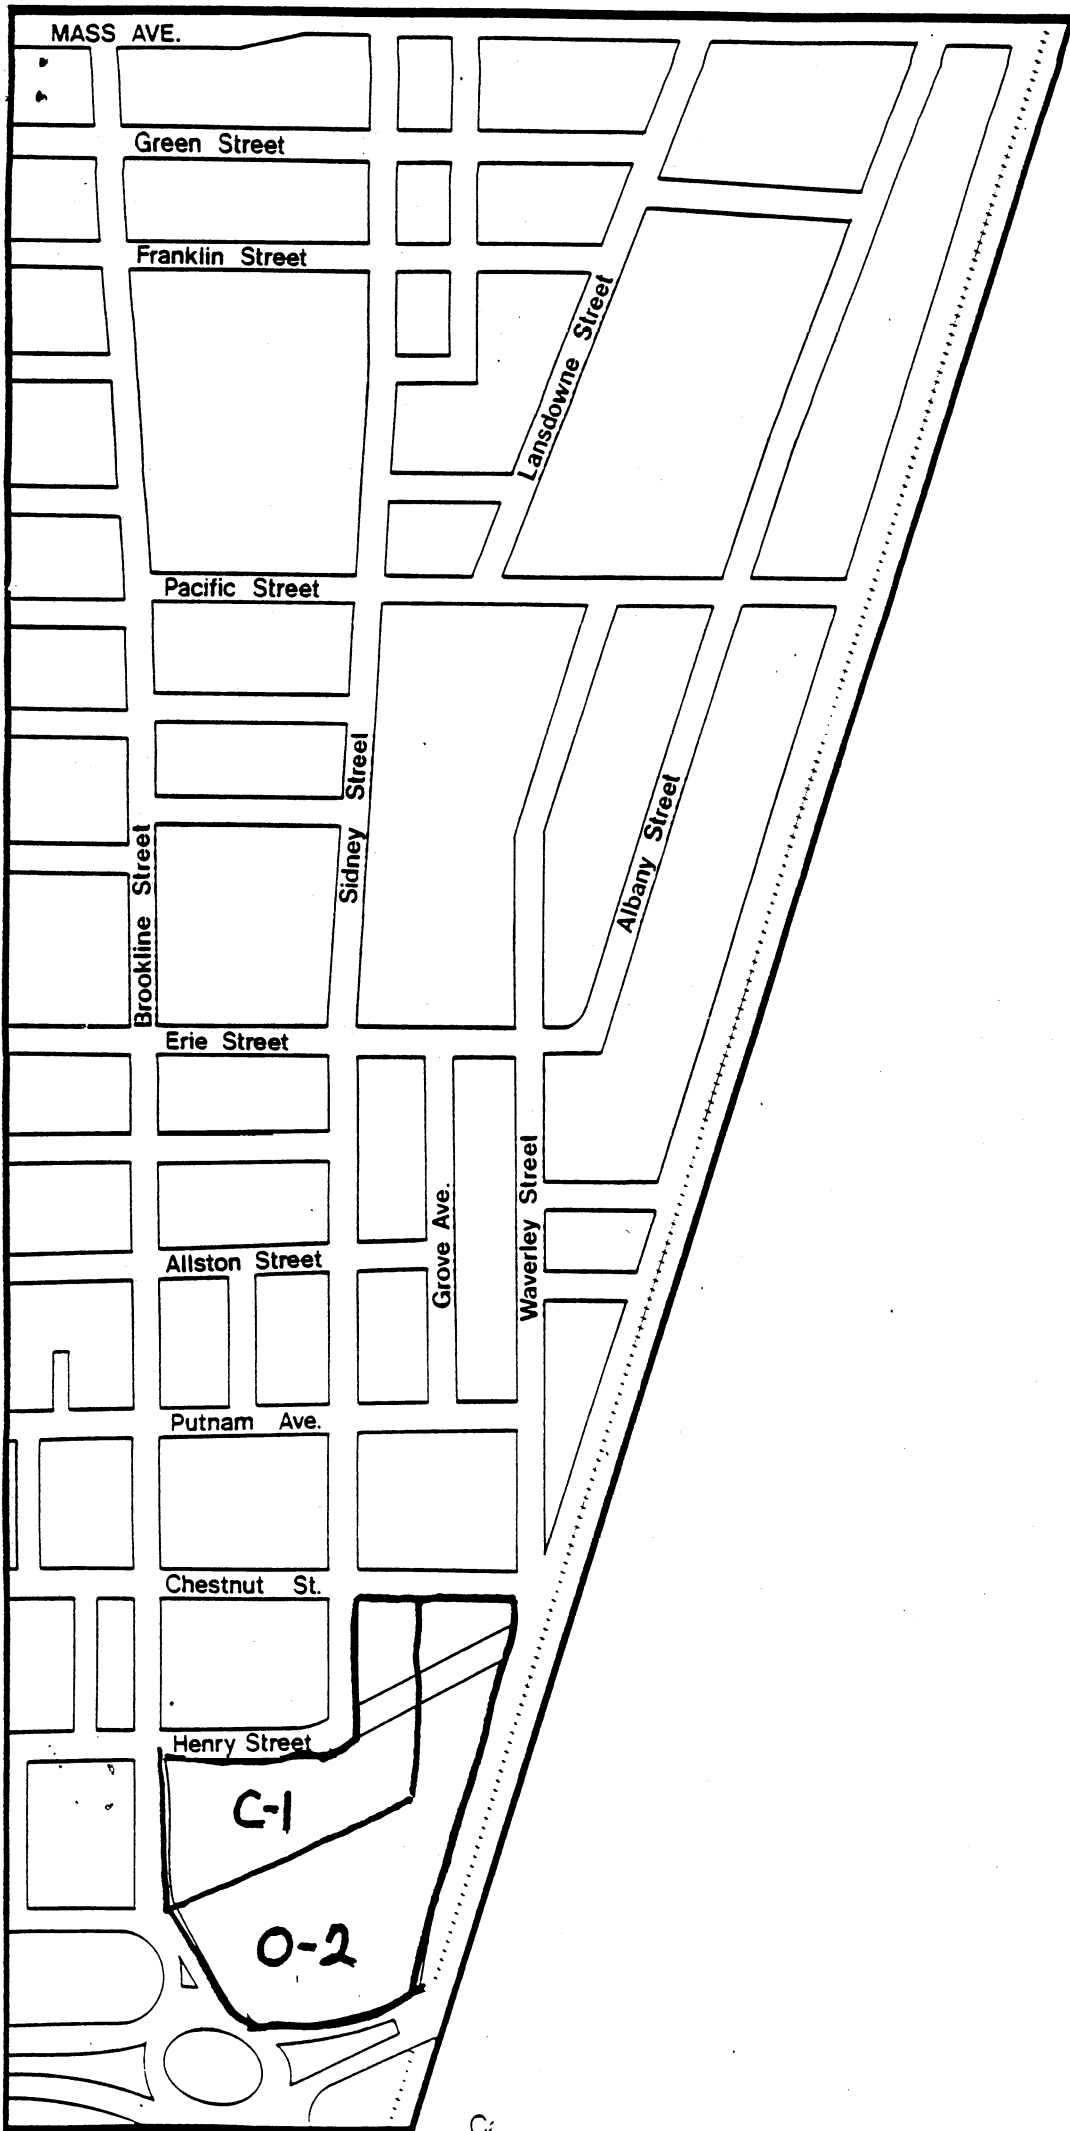 MASS AVE.
Green Street
Franklin Street
Lansdowne Street
Pacific Street
Sidney Street
Albany Street
Brookline Street
Erie Street
Grove Ave.
Waverley Street
Allston Street
Putnam Ave.
Chestnut St.
Henry Street
C-1
O-2